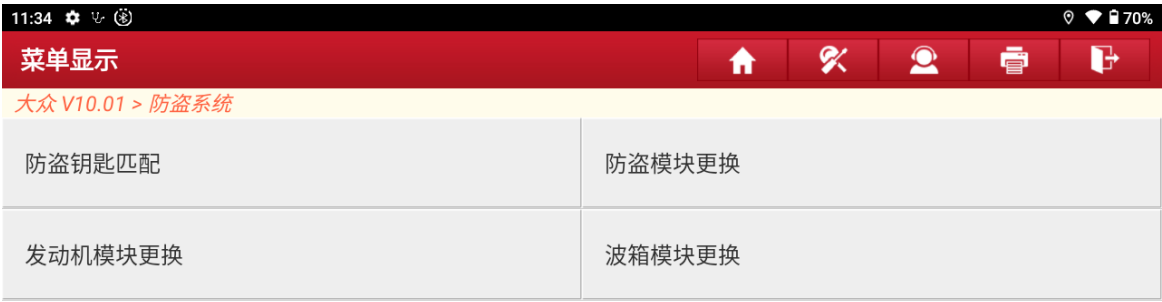 11:34 70%
菜单显示
大众 V10.01 > 防盗系统
防盗钥匙匹配 防盗模块更换
发动机模块更换 波箱模块更换